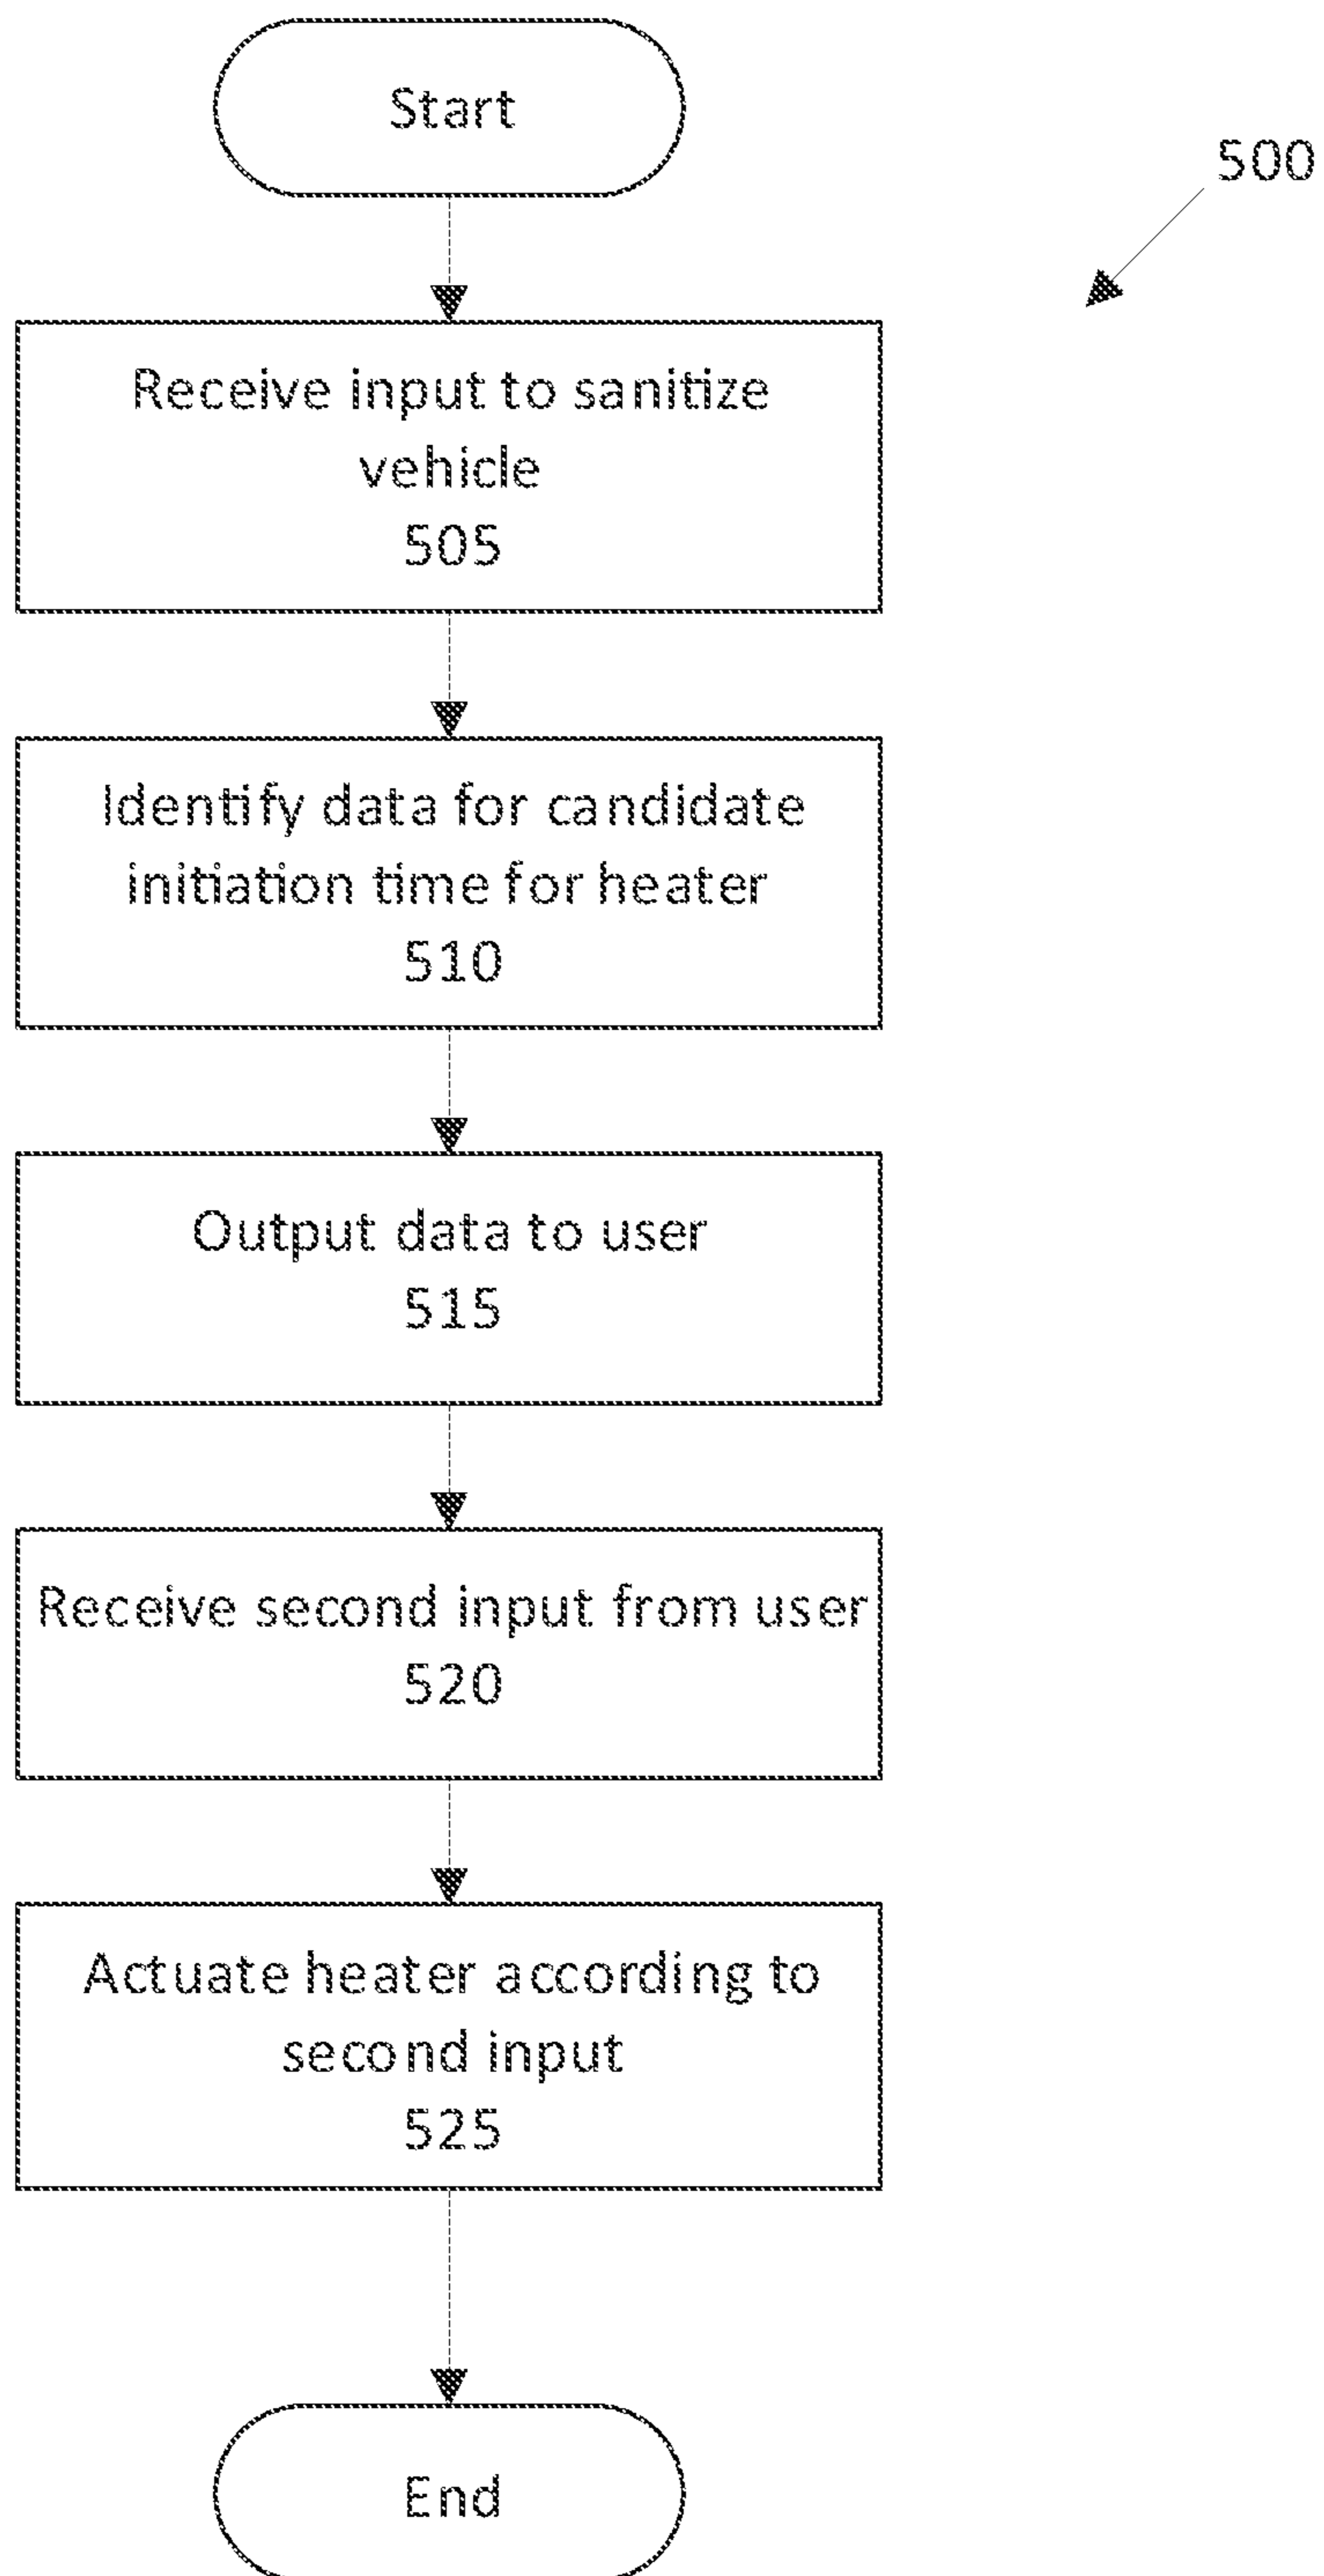 Start
500
Receive input to sanitize
vehicle
505
Identify data for candidate
initiation time for heater
510
Output data to user
515
Receive second input from user
520
Actuate heater according to
second input
525
End